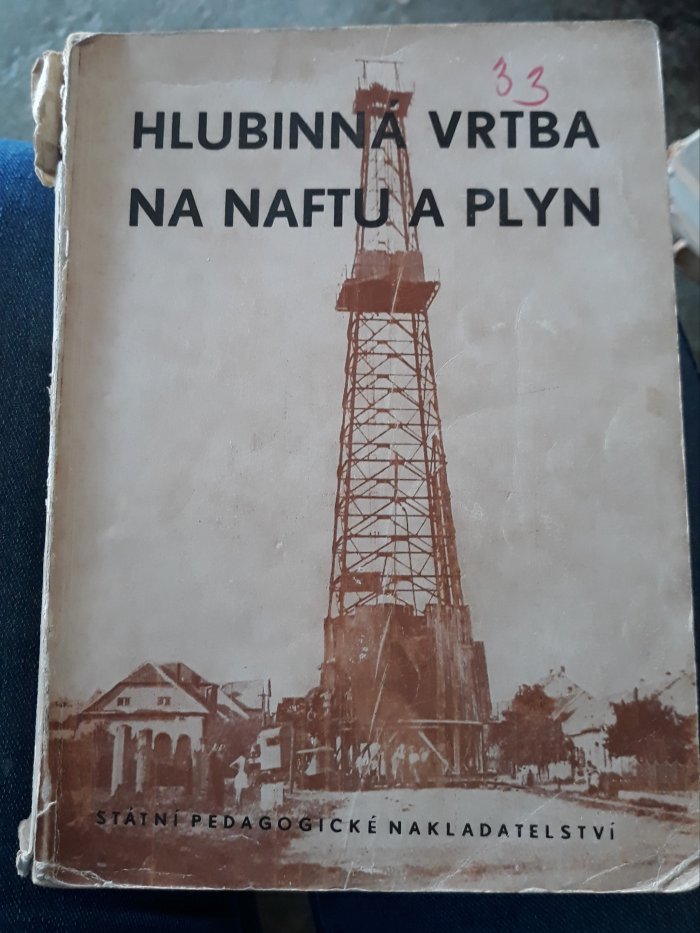 33
HLUBINNÁ VRTBA
NA NAFTU A PLYN
STÁTNÍ PEDAGOGICKÉ NAKLADATELSTVÍ